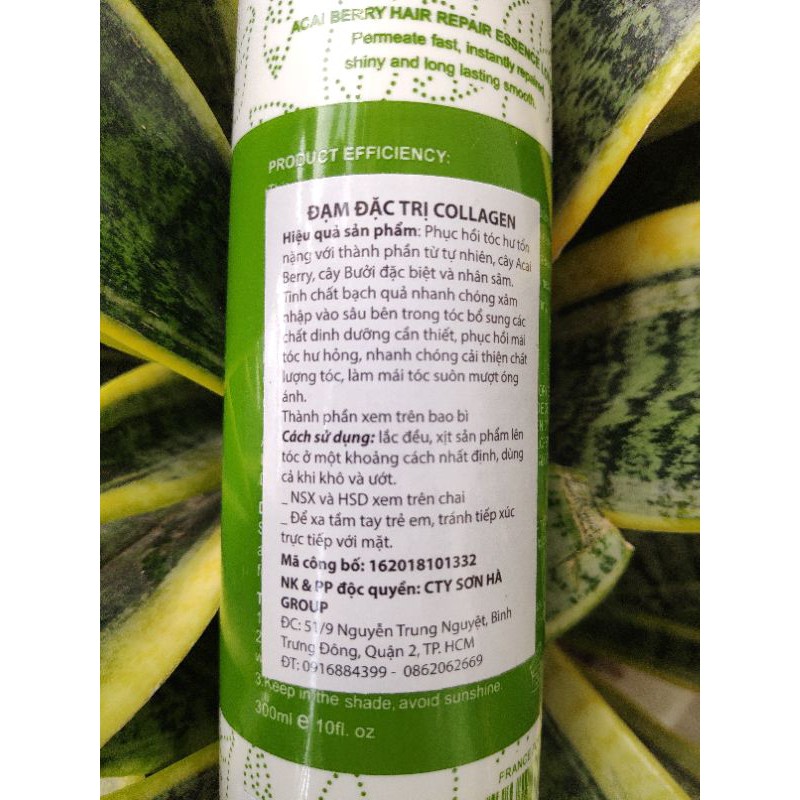 ACAI BERRY HAIR REPAIR ESSENCE
Permeate fast, instantly repaired
shiny and long lasting smooth.
PRODUCT EFFICIENCY:
ĐẠM ĐẶC TRỊ COLLAGEN
Hiệu quả sản phẩm: Phục hồi tóc hư tổn
nặng với thành phần từ tự nhiên, cây Acai
Berry, cây Bưởi đặc biệt và nhân sâm.
Tinh chất bạch quả nhanh chóng xâm
nhập vào sâu bên trong tóc bổ sung các
chất dinh dưỡng cần thiết, phục hồi mái
tóc hư hỏng, nhanh chóng cải thiện chất
lượng tóc, làm mái tóc suôn mượt óng
ánh.
Thành phần xem trên bao bì
Cách sử dụng: lắc đều, xịt sản phẩm lên
tóc ở một khoảng cách nhất định, dùng
cả khi khô và ướt.
_ NSX và HSD xem trên chai
_ Để xa tầm tay trẻ em, tránh tiếp xúc
trực tiếp với mặt.
Mã công bố: 162018101332
NK & PP độc quyền: CTY SƠN HÀ
GROUP
ĐC: 51/9 Nguyễn Trung Nguyệt, Bình
Trưng Đông, Quận 2, TP. HCM
ĐT: 0916884399 - 0862062669
3.Keep in the shade, avoid sunshine.
300ml e 10fl. oz
FRANCE